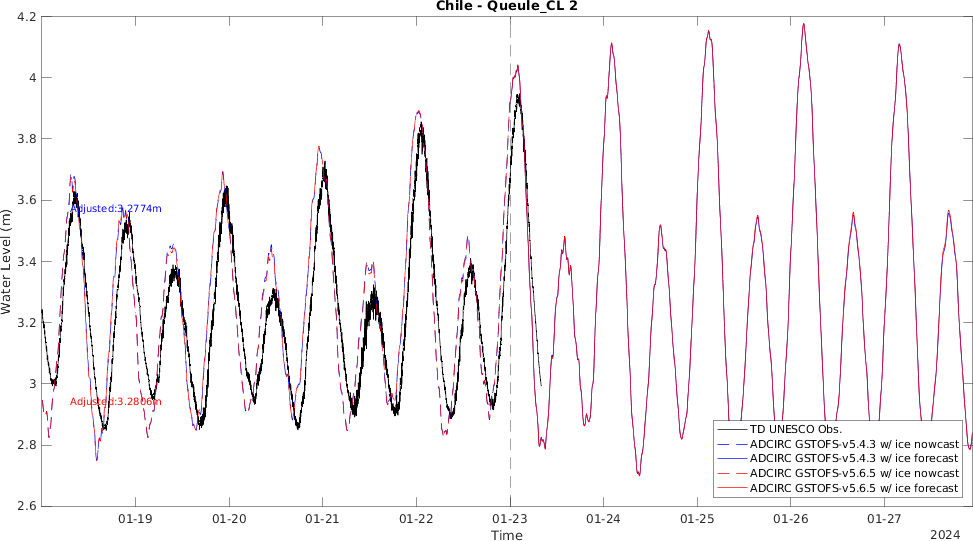 Chile - Queule_CL 2
4.2
4
3.8
3.6
3.4
3.2
3
2.8
2.6
Water Level (m)
Adjusted:3.2774m
Adjusted:3.2806m
TD UNESCO Obs.
ADCIRC GSTOFS-v5.4.3 w/ ice nowcast
ADCIRC GSTOFS-v5.4.3 w/ ice forecast
ADCIRC GSTOFS-v5.6.5 w/ ice nowcast
ADCIRC GSTOFS-v5.6.5 w/ ice forecast
01-19 01-20 01-21 01-22 01-23 01-24 01-25 01-26 01-27
Time
2024